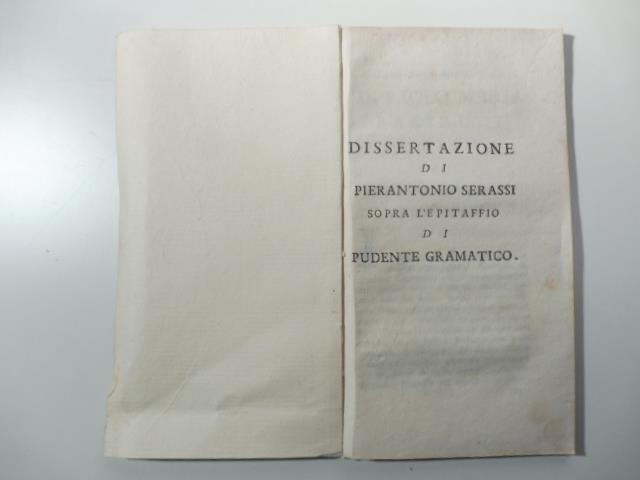 DISSERTAZIONE
DI
PIERANTONIO SERASSI
SOPRA L'EPITAFFIO
DI
PUDENTE GRAMATICO.